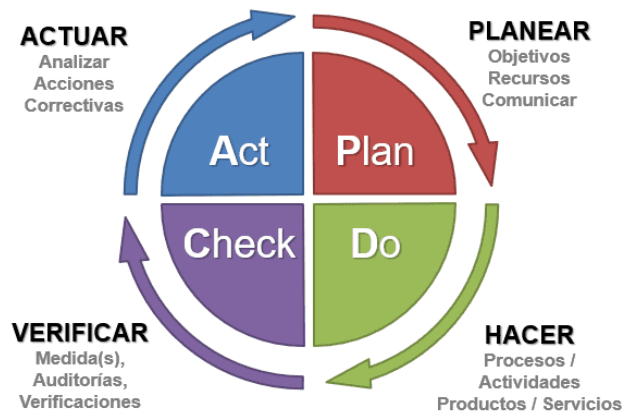 ACTUAR
Analizar
Acciones
Correctivas
PLANEAR
Objetivos
Recursos
Comunicar
Act
Plan
Check
Do
VERIFICAR
Medida(s),
Auditorías,
Verificaciones
HACER
Procesos /
Actividades
Productos / Servicios